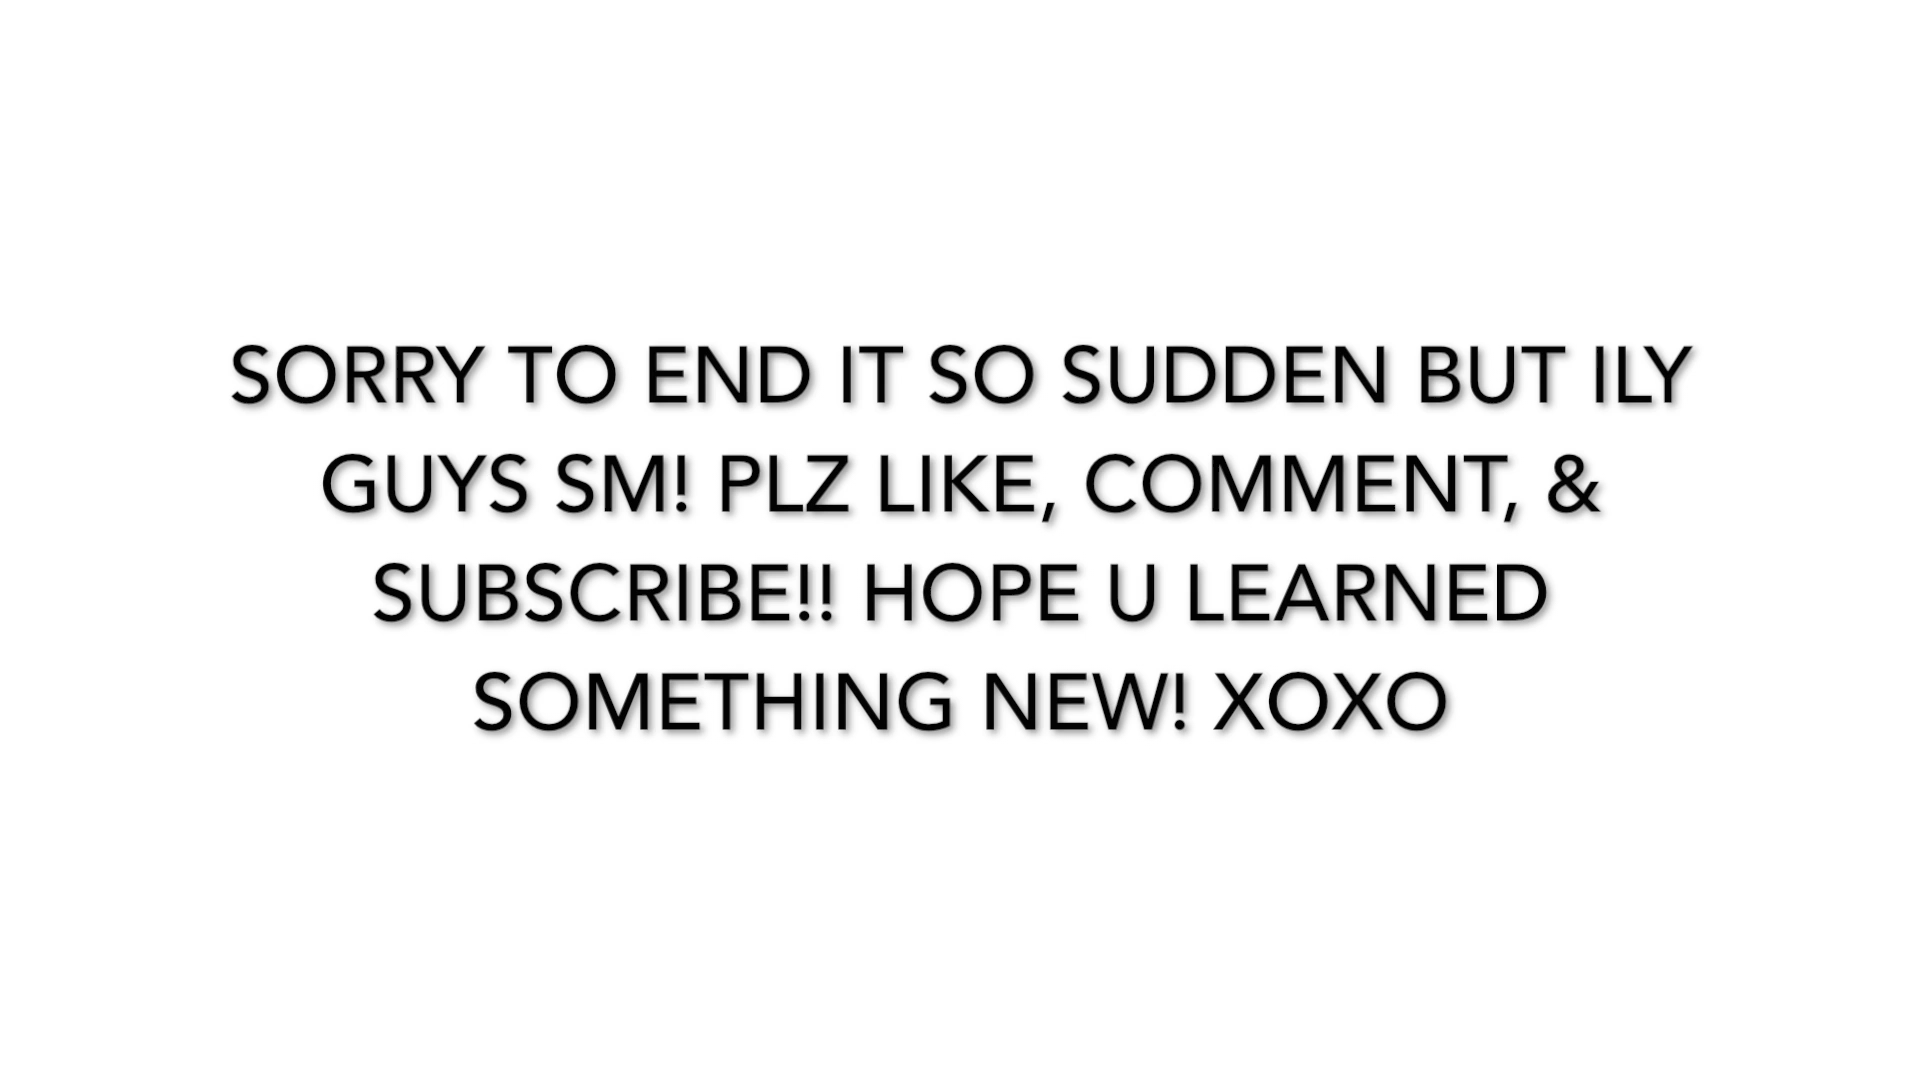 SORRY TO END IT SO SUDDEN BUT ILY
GUYS SM! PLZ LIKE, COMMENT, &
SUBSCRIBE!! HOPE U LEARNED
SOMETHING NEW! XOXO